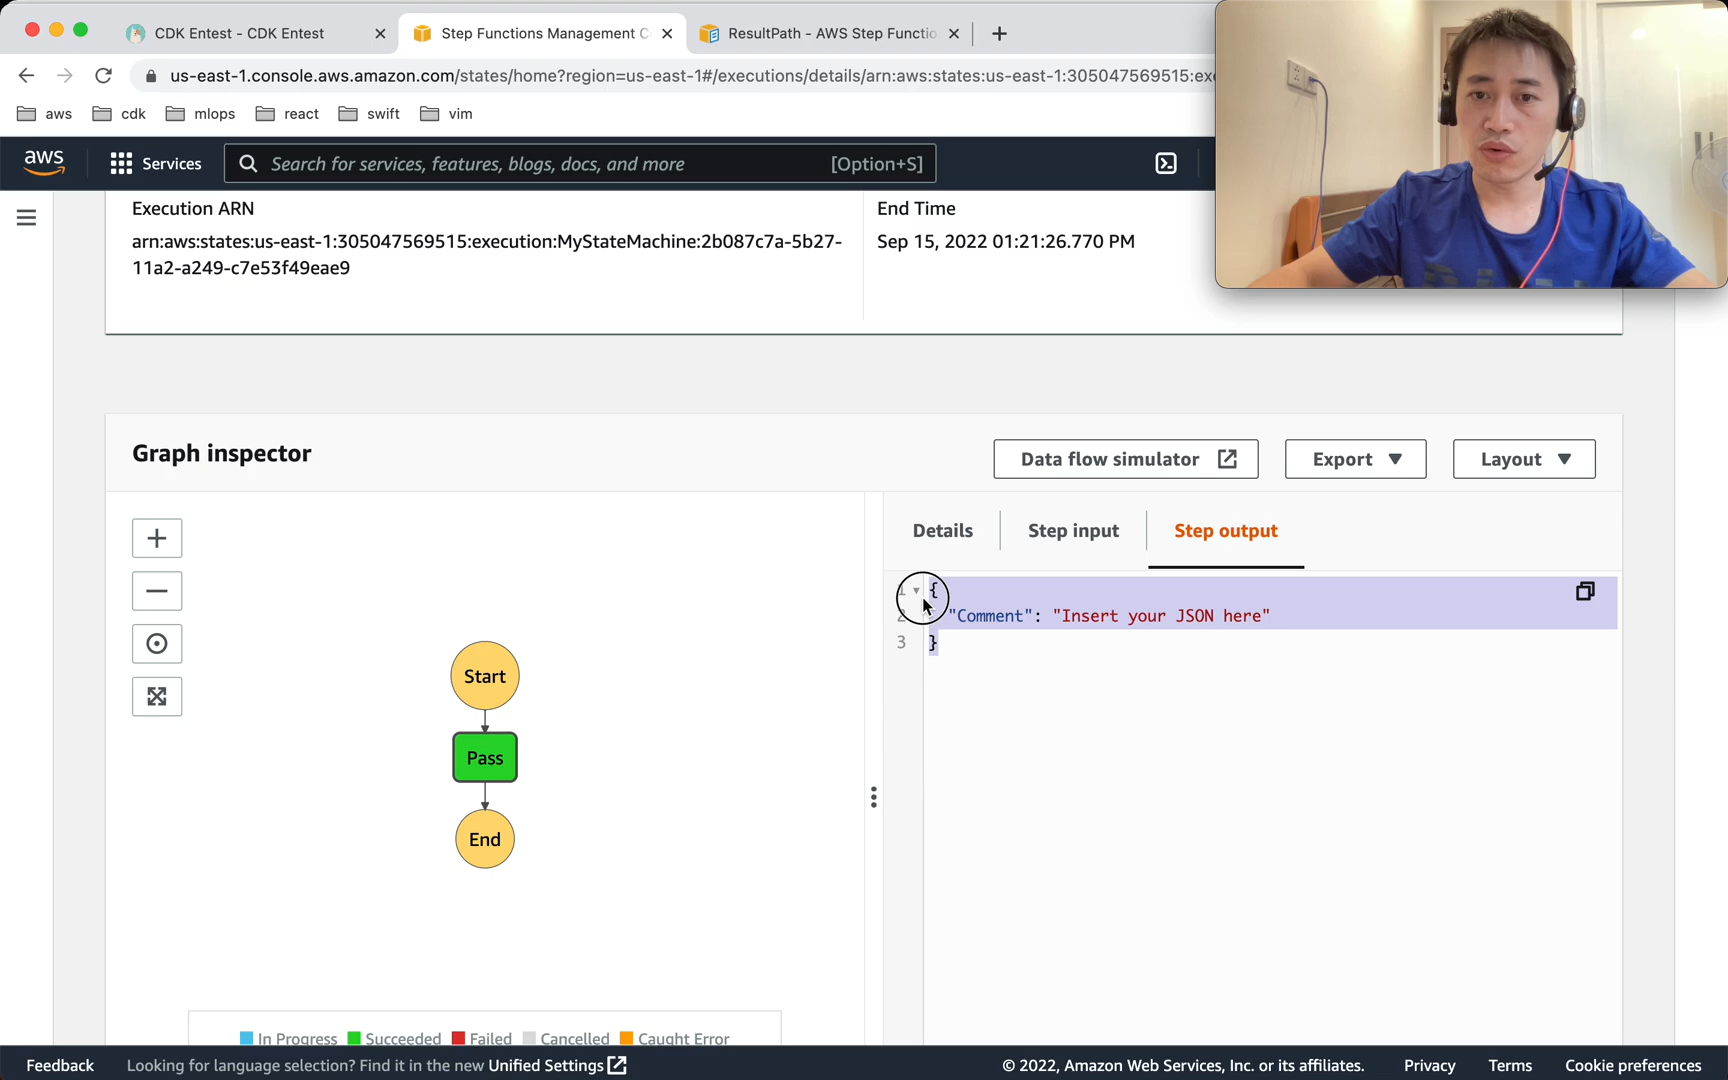 CDK Entest - CDK Entest
Step Functions Management C
ResultPath - AWS Step Functio
us-east-1.console.aws.amazon.com/states/home?region=us-east-1#/executions/details/arn:aws:states:us-east-1:305047569515:exe
aws
cdk
mlops
react
swift
vim
aws
Services
Search for services, features, blogs, docs, and more
[Option+S]
Execution ARN
arn:aws:states:us-east-1:305047569515:execution:MyStateMachine:2b087c7a-5b27-
11a2-a249-c7e53f49eae9
End Time
Sep 15, 2022 01:21:26.770 PM
Graph inspector
Data flow simulator
Export
Layout
Details
Step input
Step output
1 {
2 "Comment": "Insert your JSON here"
3 }
Start
Pass
End
In Progress
Succeeded
Failed
Cancelled
Caught Error
Feedback
Looking for language selection? Find it in the new Unified Settings
© 2022, Amazon Web Services, Inc. or its affiliates.
Privacy
Terms
Cookie preferences